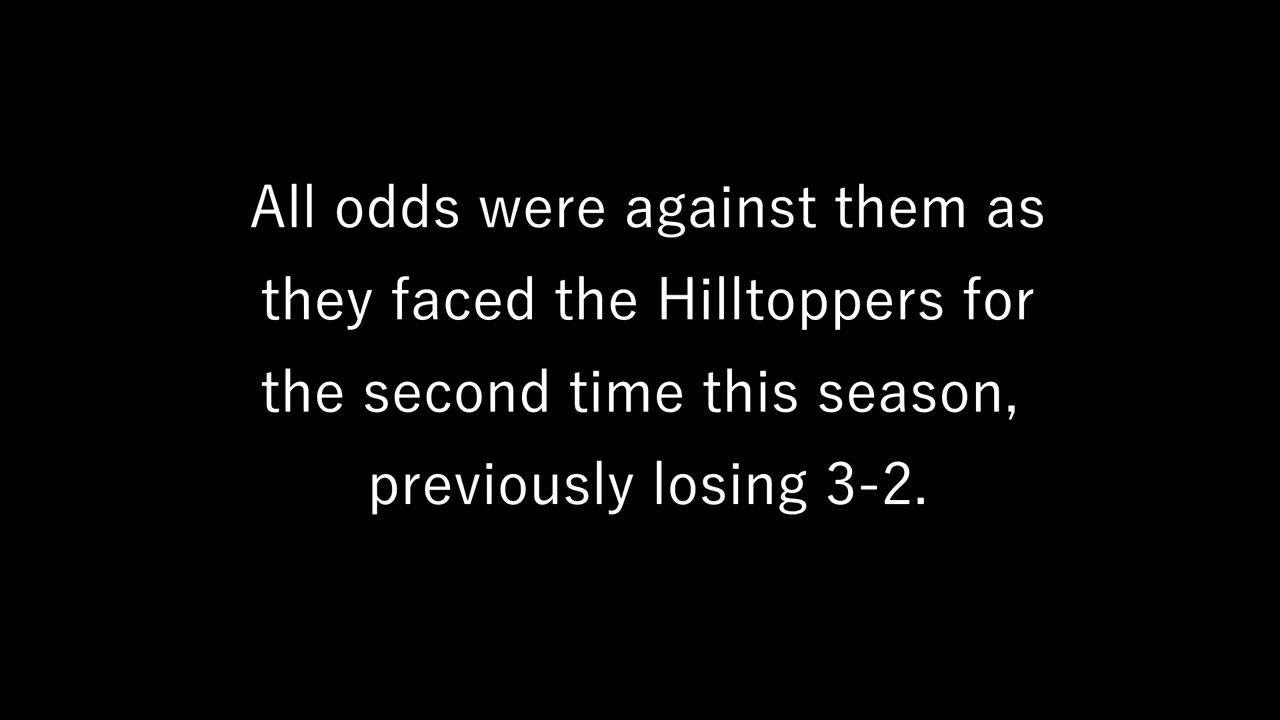 All odds were against them as
they faced the Hilltoppers for
the second time this season,
previously losing 3-2.